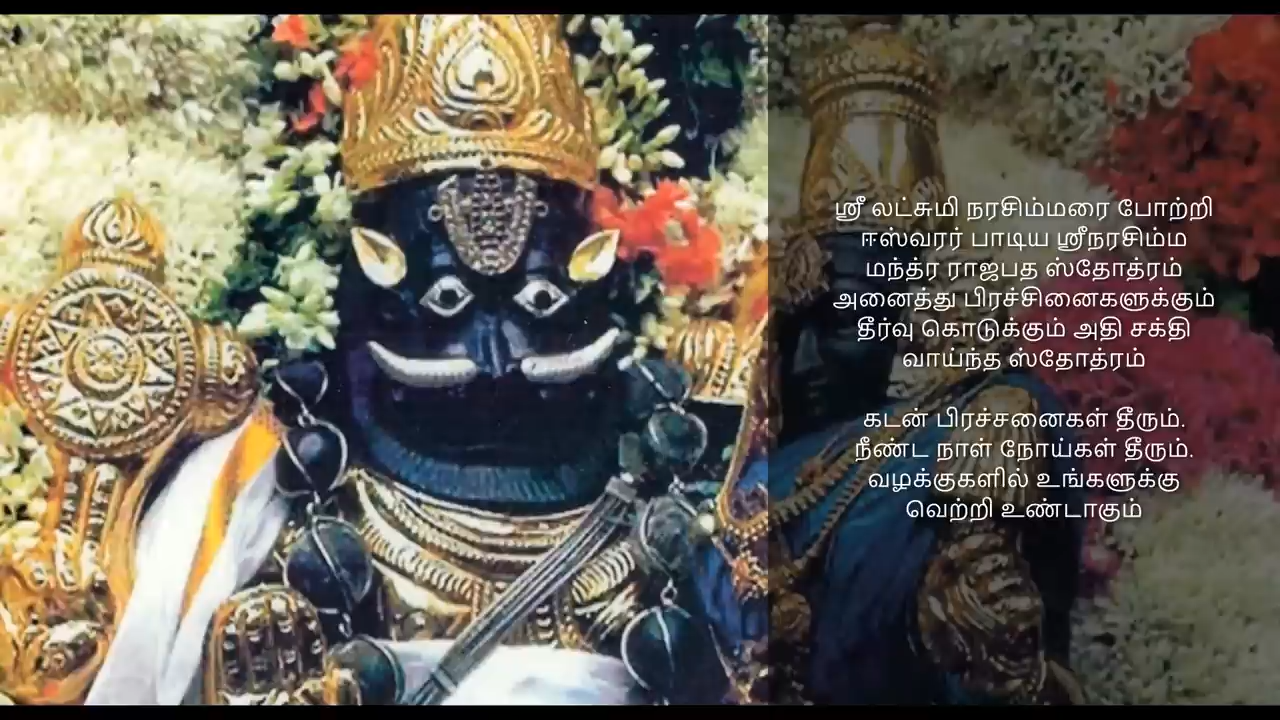 ஸ்ரீ லட்சுமி நரசிம்மரை போற்றி
ஈஸ்வரர் பாடிய ஸ்ரீநரசிம்ம
மந்த்ர ராஜபத ஸ்தோத்ரம்
அனைத்து பிரச்சினைகளுக்கும்
தீர்வு கொடுக்கும் அதி சக்தி
வாய்ந்த ஸ்தோத்ரம்
கடன் பிரச்சனைகள் தீரும்.
நீண்ட நாள் நோய்கள் தீரும்.
வழக்குகளில் உங்களுக்கு
வெற்றி உண்டாகும்